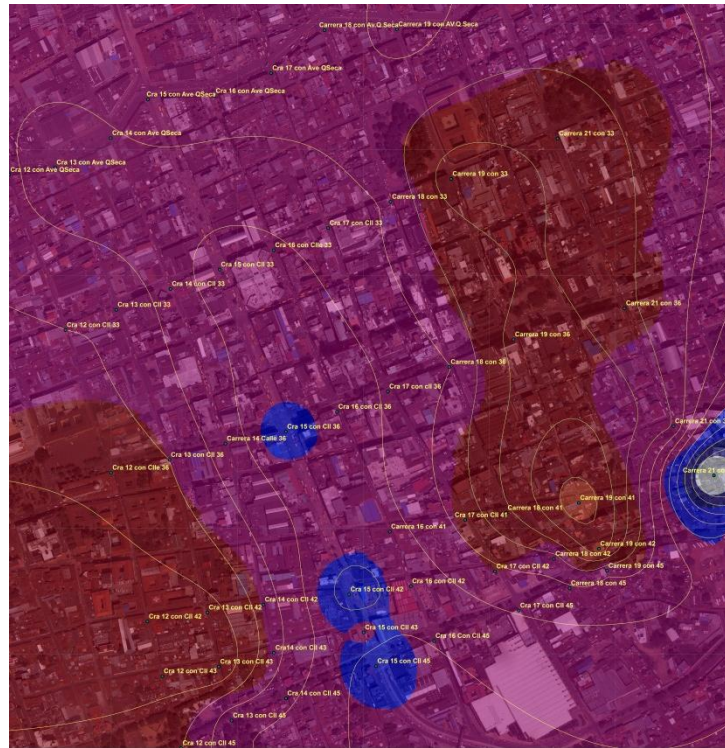 Carrera 18 con Av.Q Seca
Carrera 19 con AV.Q Seca
Cra 17 con Ave QSeca
Cra 16 con Ave QSeca
Cra 15 con Ave QSeca
Cra 14 con Ave QSeca
Cra 13 con Ave QSeca
Cra 12 con Ave QSeca
Carrera 21 con 33
Carrera 19 con 33
Carrera 18 con 33
Cra 17 con Cll 33
Cra 16 con Clle 33
Cra 15 con Cll 33
Cra 14 con Cll 33
Cra 13 con Cll 33
Cra 12 con Cll 33
Carrera 21 con 36
Carrera 19 con 36
Carrera 18 con 36
Cra 17 con cll 36
Cra 16 con Cll 36
Cra 15 con Cll 36
Carrera 14 Calle 36
Cra 13 con Cll 36
Cra 12 con Clle 36
Carrera 21 con
Carrera 21 co
Carrera 19 con 41
Carrera 18 con 41
Cra 17 con Cll 41
Carrera 16 con 41
Carrera 19 con 42
Carrera 18 con 42
Cra 17 con Cll 42
Cra 16 con Cll 42
Cra 15 con Cll 42
Cra 14 con Cll 42
Cra 13 con Cll 42
Cra 12 con Cll 42
Carrera 19 con 45
Carrera 18 con 45
Cra 17 con Cll 45
Cra 15 con Cll 43
Cra 16 con Cll 45
Cra14 con Cll 43
Cra 13 con Cll 43
Cra 12 con Cll 43
Cra 15 con Cll 45
Cra 14 con Cll 45
Cra 13 con Cll 45
Cra 12 con Cll 45